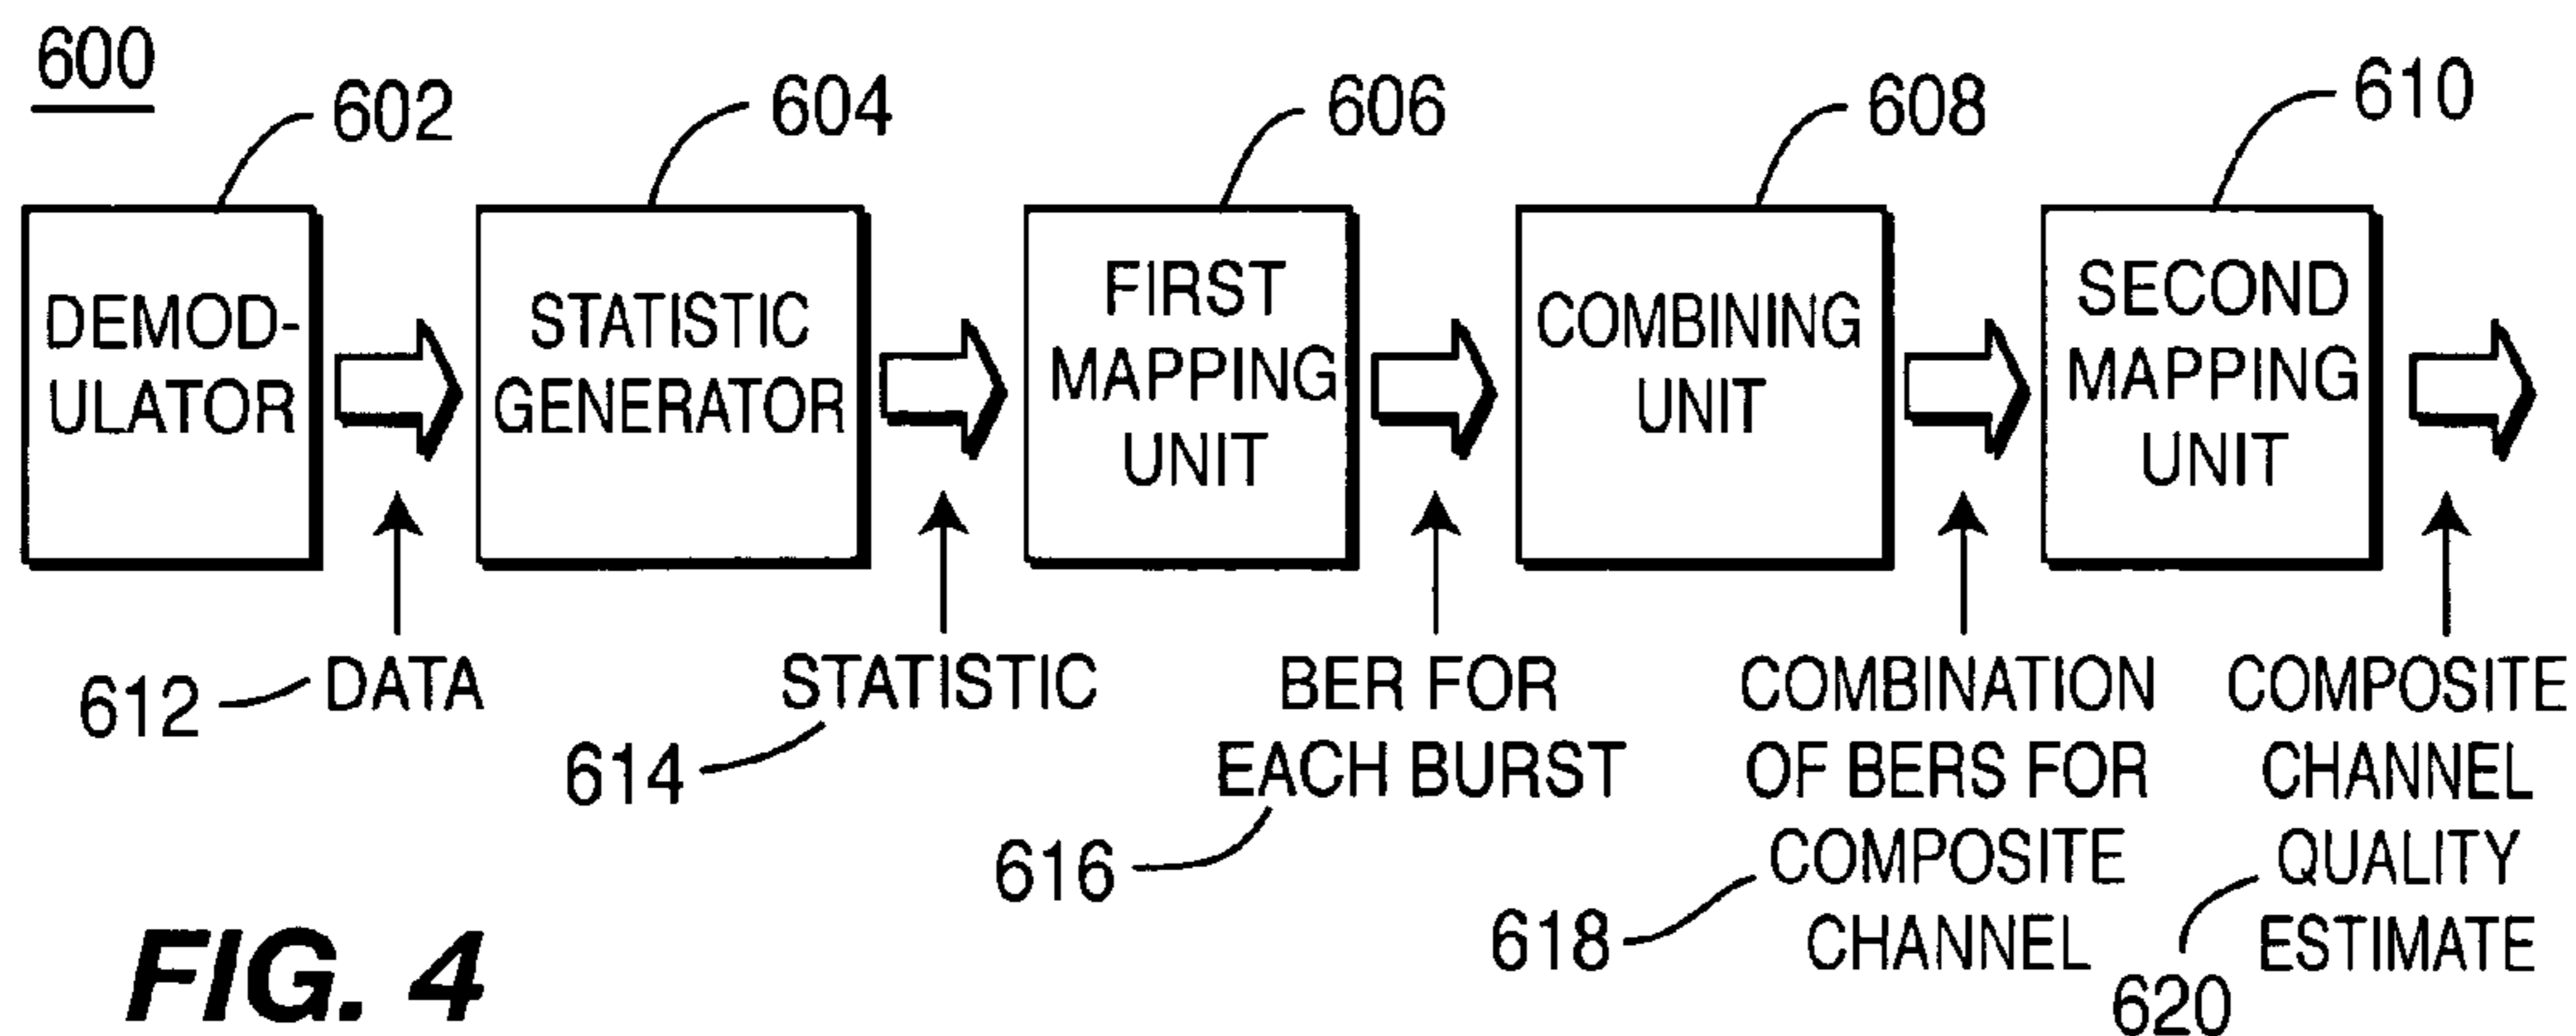 600
602
604
606
608
610
DEMOD-
ULATOR
STATISTIC
GENERATOR
FIRST
MAPPING
UNIT
COMBINING
UNIT
SECOND
MAPPING
UNIT
612
DATA
614
STATISTIC
616
BER FOR
EACH BURST
618
COMBINATION
OF BERS FOR
COMPOSITE
CHANNEL
620
COMPOSITE
CHANNEL
QUALITY
ESTIMATE
FIG. 4